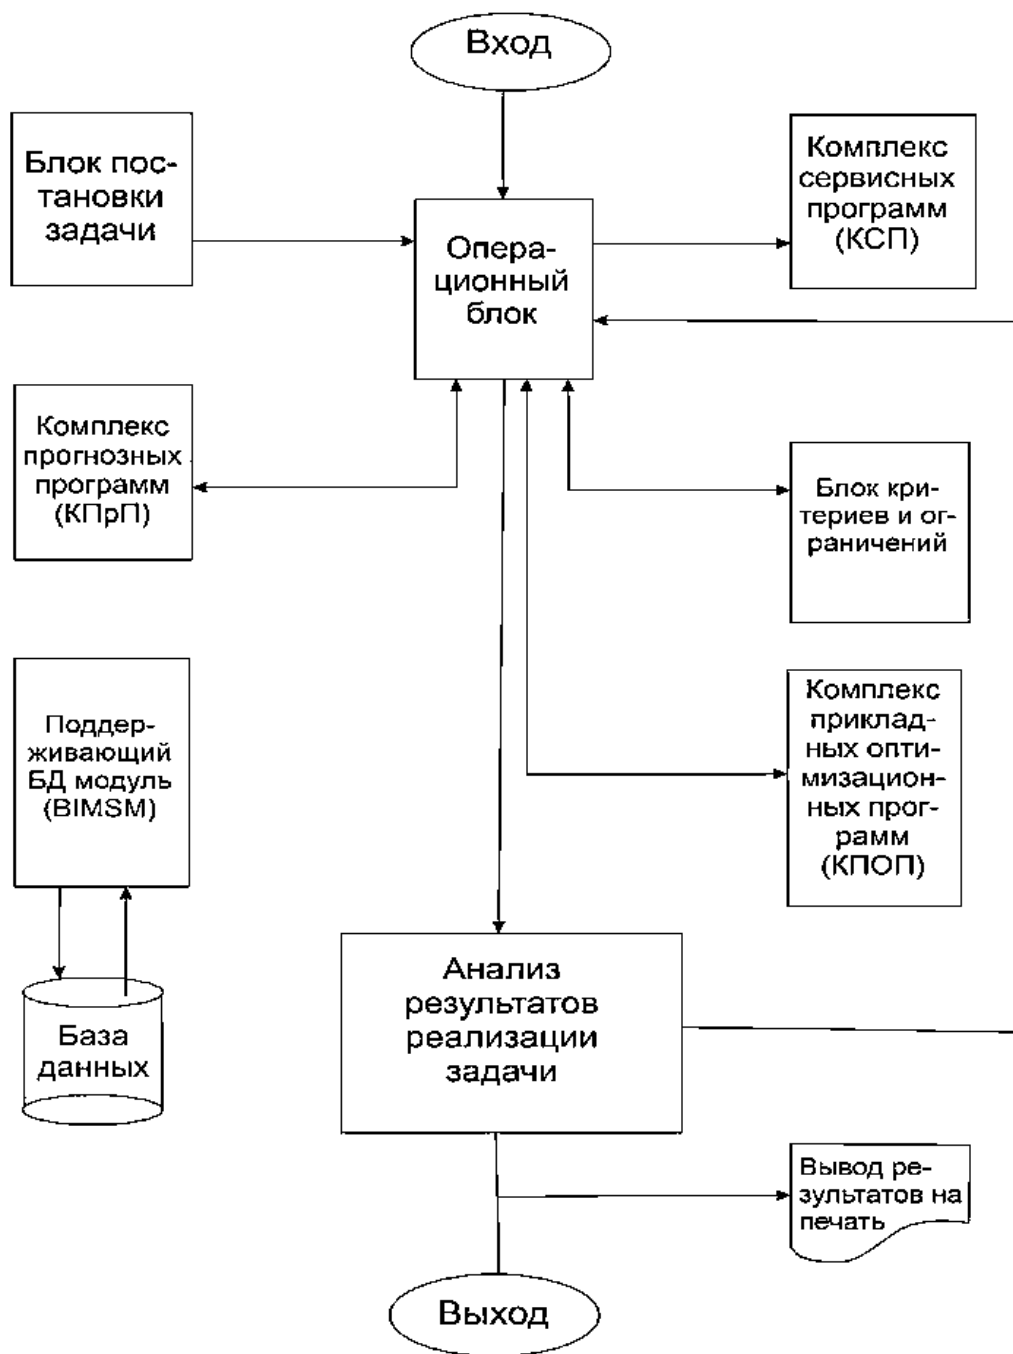 Вход
Блок пос-
тановки
задачи
Комплекс
сервисных
программ
(КСП)
Опера-
ционный
блок
Комплекс
прогнозных
программ
(КПрП)
Блок кри-
териев и ог-
раничений
Поддер-
живающий
БД модуль
(BIMSM)
Комплекс
приклад-
ных опти-
мизацион-
ных прог-
рамм
(КПОП)
База
данных
Анализ
результатов
реализации
задачи
Вывод ре-
зультатов на
печать
Выход